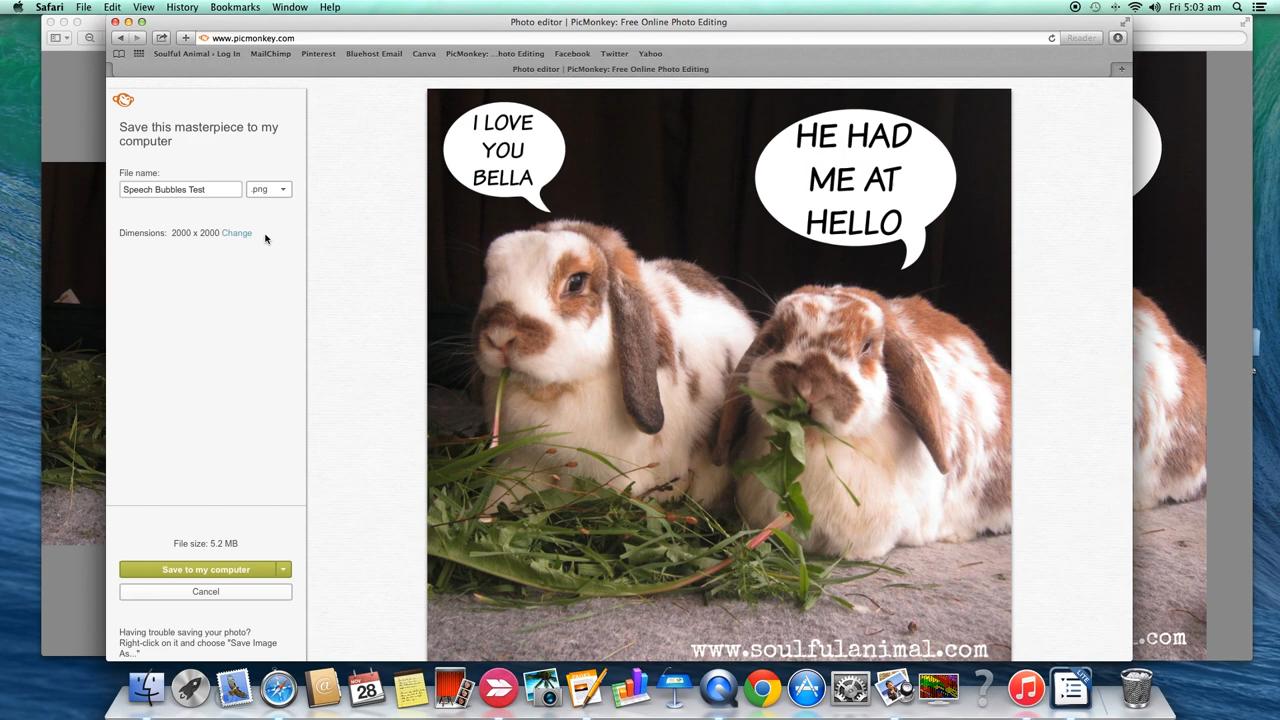 Safari File Edit View History Bookmarks Window Help
Fri 5:03 am
Photo editor | PicMonkey: Free Online Photo Editing
www.picmonkey.com
Reader
Soulful Animal › Log In MailChimp Pinterest Bluehost Email Canva PicMonkey: ...hoto Editing Facebook Twitter Yahoo
Photo editor | PicMonkey: Free Online Photo Editing
Save this masterpiece to my
computer
File name:
Speech Bubbles Test .png
Dimensions: 2000 x 2000 Change
File size: 5.2 MB
Save to my computer
Cancel
Having trouble saving your photo?
Right-click on it and choose "Save Image
As..."
I LOVE
YOU
BELLA
HE HAD
ME AT
HELLO
www.soulfulanimal.com
.com
NOV
28
LITE